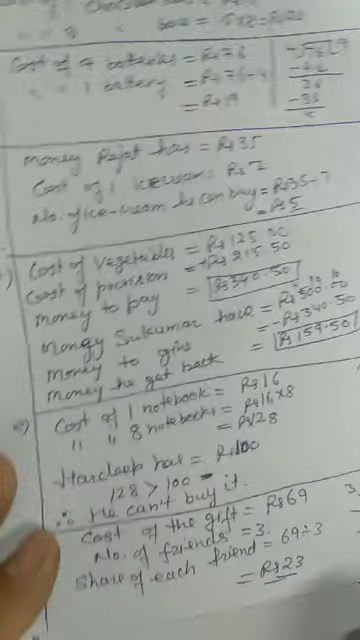 Cost of 4 batteries = Rs 76
" " 1 battery = Rs 76 ÷ 4
= Rs 19
Money Rajat has = Rs 35
Cost of 1 icecream = Rs 7
No. of ice-cream he can buy = Rs 35 ÷ 7
= Rs 5
Cost of vegetables = Rs 125.00
Cost of provision = + Rs 215.50
Money to pay = Rs 340.50
Money Sukumar have = Rs 500.00
Money to give = - Rs 340.50
Money he get back = Rs 159.50
e) Cost of 1 notebook = Rs 16
" " 8 notebooks = Rs 16 × 8
= Rs 128
Hardeep has = Rs 100
128 > 100
∴ He can't buy it.
Cost of the gift = Rs 69
No. of friends = 3.
Share of each friend = 69 ÷ 3
= Rs 23